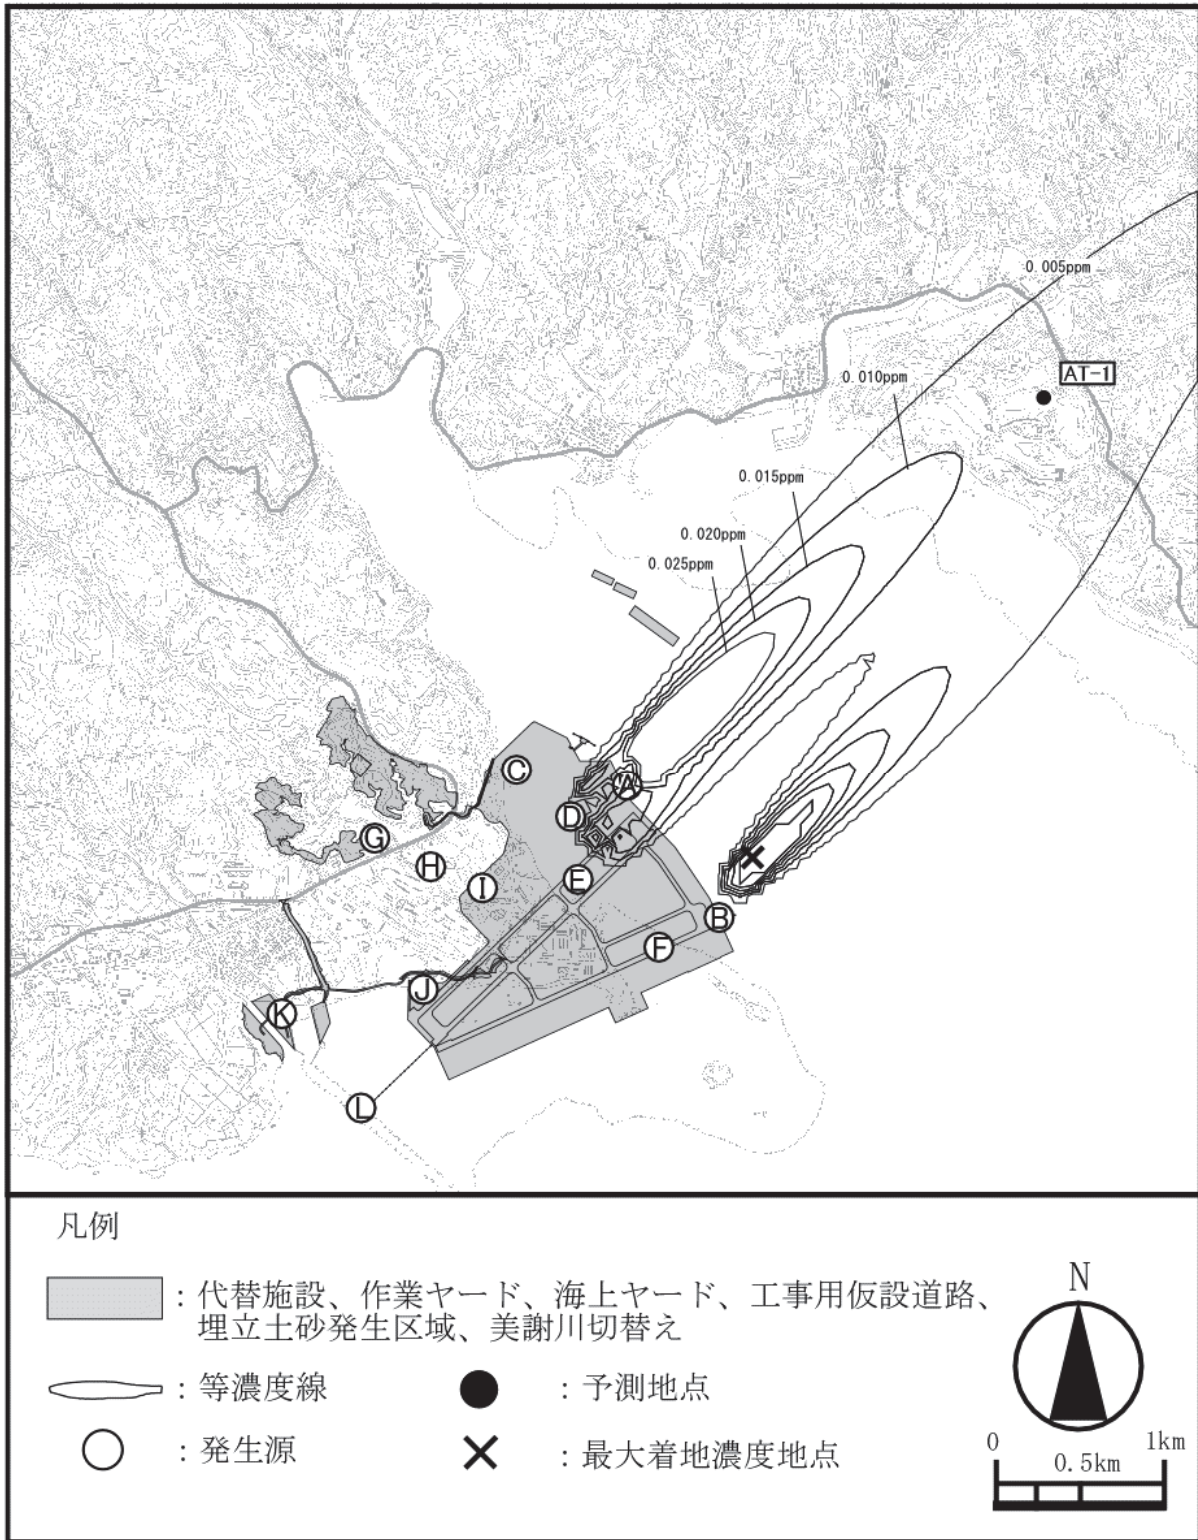 0.005ppm
AT-1
0.010ppm
0.015ppm
0.020ppm
0.025ppm
C
A
D
G
H
E
I
B
F
J
K
L
凡例
：代替施設、作業ヤード、海上ヤード、工事用仮設道路、
埋立土砂発生区域、美謝川切替え
：等濃度線
：予測地点
：発生源
：最大着地濃度地点
N
0
1km
0.5km